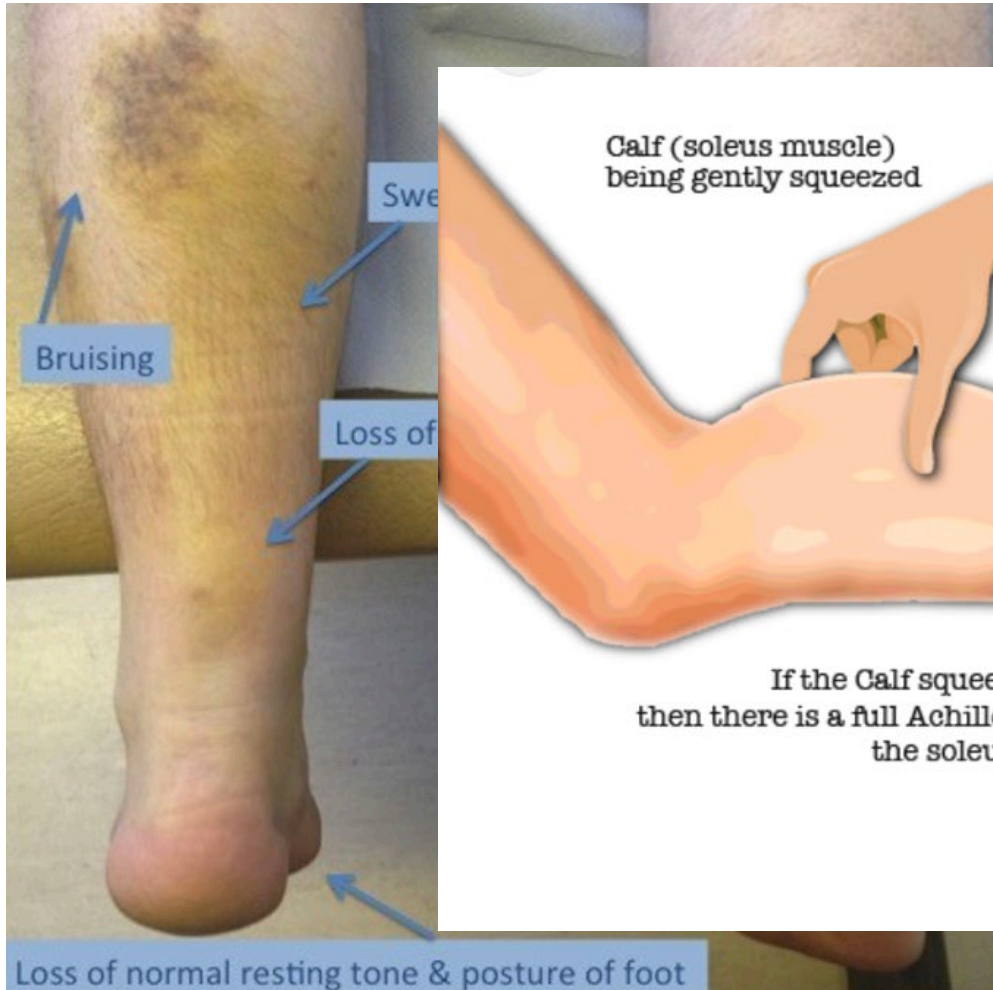 Calf (soleus muscle)
being gently squeezed
Swe
Bruising
Loss of
If the Calf squee
then there is a full Achill
the soleu
Loss of normal resting tone & posture of foot